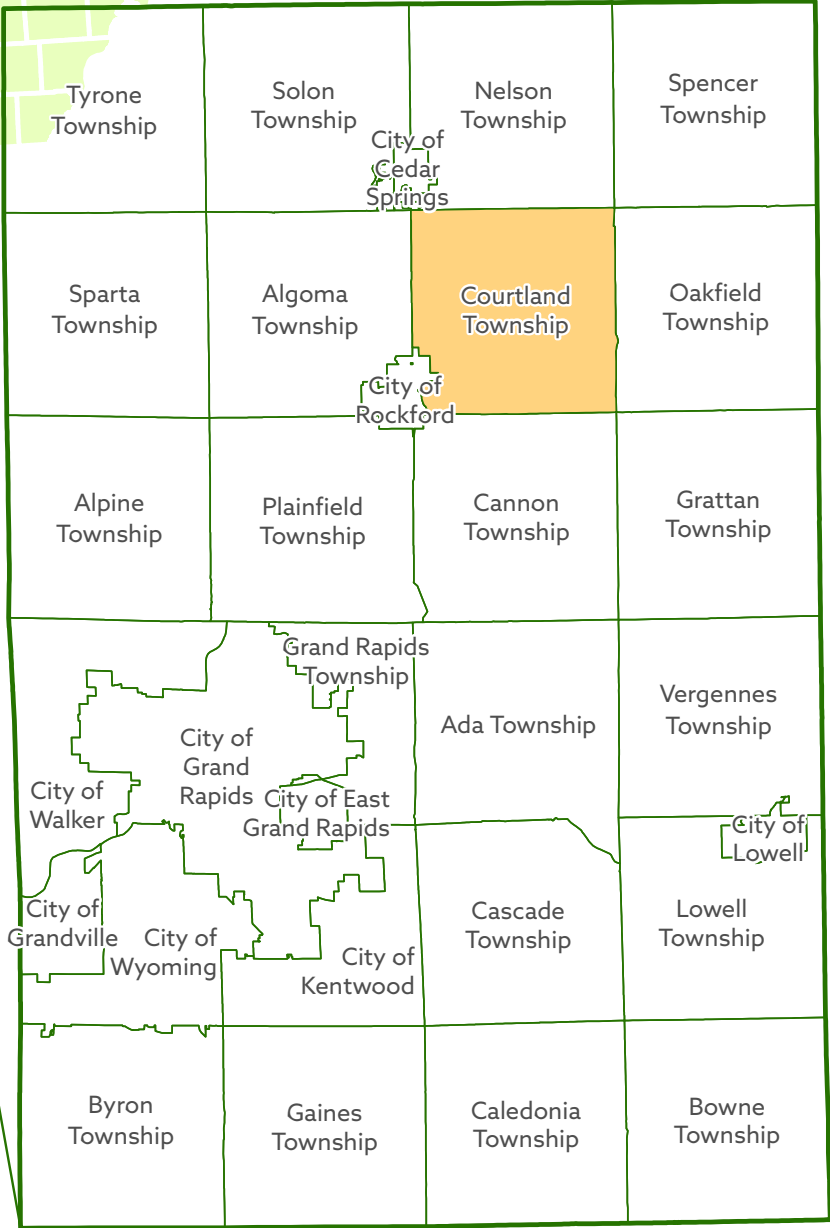 Tyrone
Township
Solon
Township
Nelson
Township
Spencer
Township
City of
Cedar
Springs
Sparta
Township
Algoma
Township
Courtland
Township
Oakfield
Township
City of
Rockford
Alpine
Township
Plainfield
Township
Cannon
Township
Grattan
Township
Grand Rapids
Township
Ada Township
Vergennes
Township
City of
Grand
Rapids
City of
Walker
City of East
Grand Rapids
City of
Lowell
City of
Grandville
City of
Wyoming
City of
Kentwood
Cascade
Township
Lowell
Township
Byron
Township
Gaines
Township
Caledonia
Township
Bowne
Township